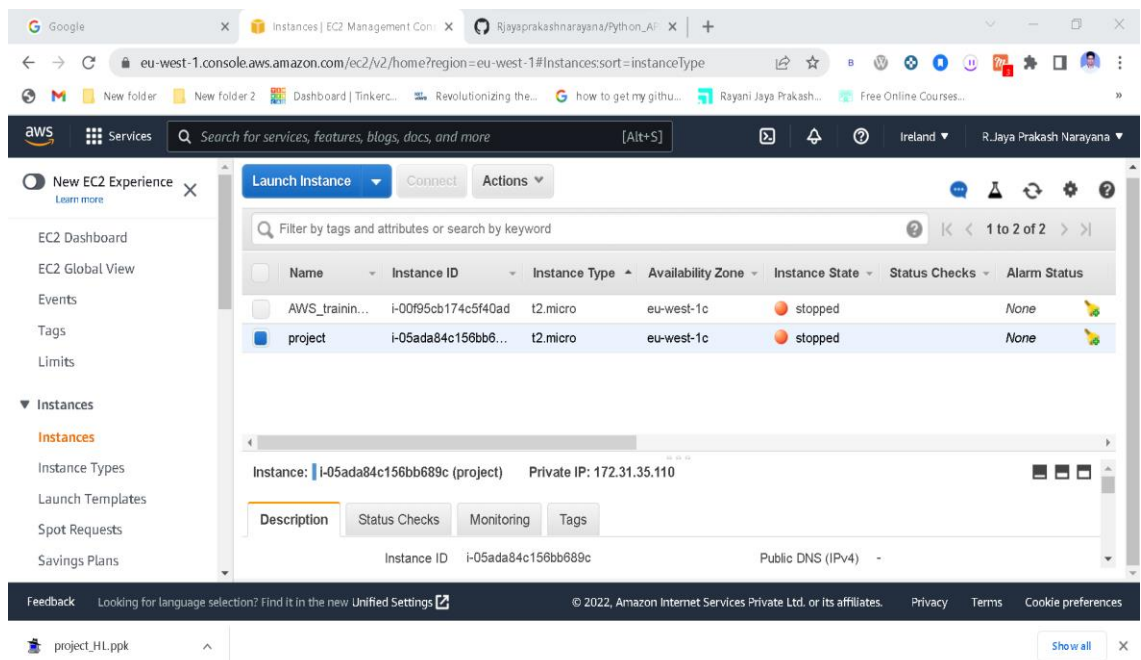 Google
Instances | EC2 Management Con
Rjayaprakashnarayana/Python_AP
eu-west-1.console.aws.amazon.com/ec2/v2/home?region=eu-west-1#Instances:sort=instanceType
New folder
New folder 2
Dashboard | Tinkerc...
Revolutionizing the...
how to get my githu...
Rayani Jaya Prakash...
Free Online Courses...
aws
Services
Search for services, features, blogs, docs, and more
[Alt+S]
Ireland
R.Jaya Prakash Narayana
New EC2 Experience
Learn more
EC2 Dashboard
EC2 Global View
Events
Tags
Limits
Instances
Instances
Instance Types
Launch Templates
Spot Requests
Savings Plans
Launch Instance
Connect
Actions
Filter by tags and attributes or search by keyword
1 to 2 of 2
Name Instance ID Instance Type Availability Zone Instance State Status Checks Alarm Status
AWS_trainin... i-00f95cb174c5f40ad t2.micro eu-west-1c stopped None
project i-05ada84c156bb6... t2.micro eu-west-1c stopped None
Instance: i-05ada84c156bb689c (project) Private IP: 172.31.35.110
Description Status Checks Monitoring Tags
Instance ID i-05ada84c156bb689c Public DNS (IPv4) -
Feedback
Looking for language selection? Find it in the new Unified Settings
© 2022, Amazon Internet Services Private Ltd. or its affiliates.
Privacy Terms Cookie preferences
project_HL.ppk
Show all